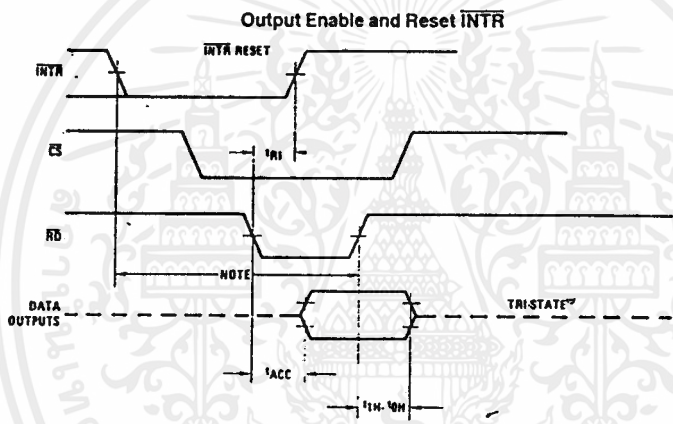 Output Enable and Reset INTR
INTR RESET
INTR
CS
tRI
RD
NOTE
DATA
OUTPUTS
TRI-STATE
tACC
t1H, t0H